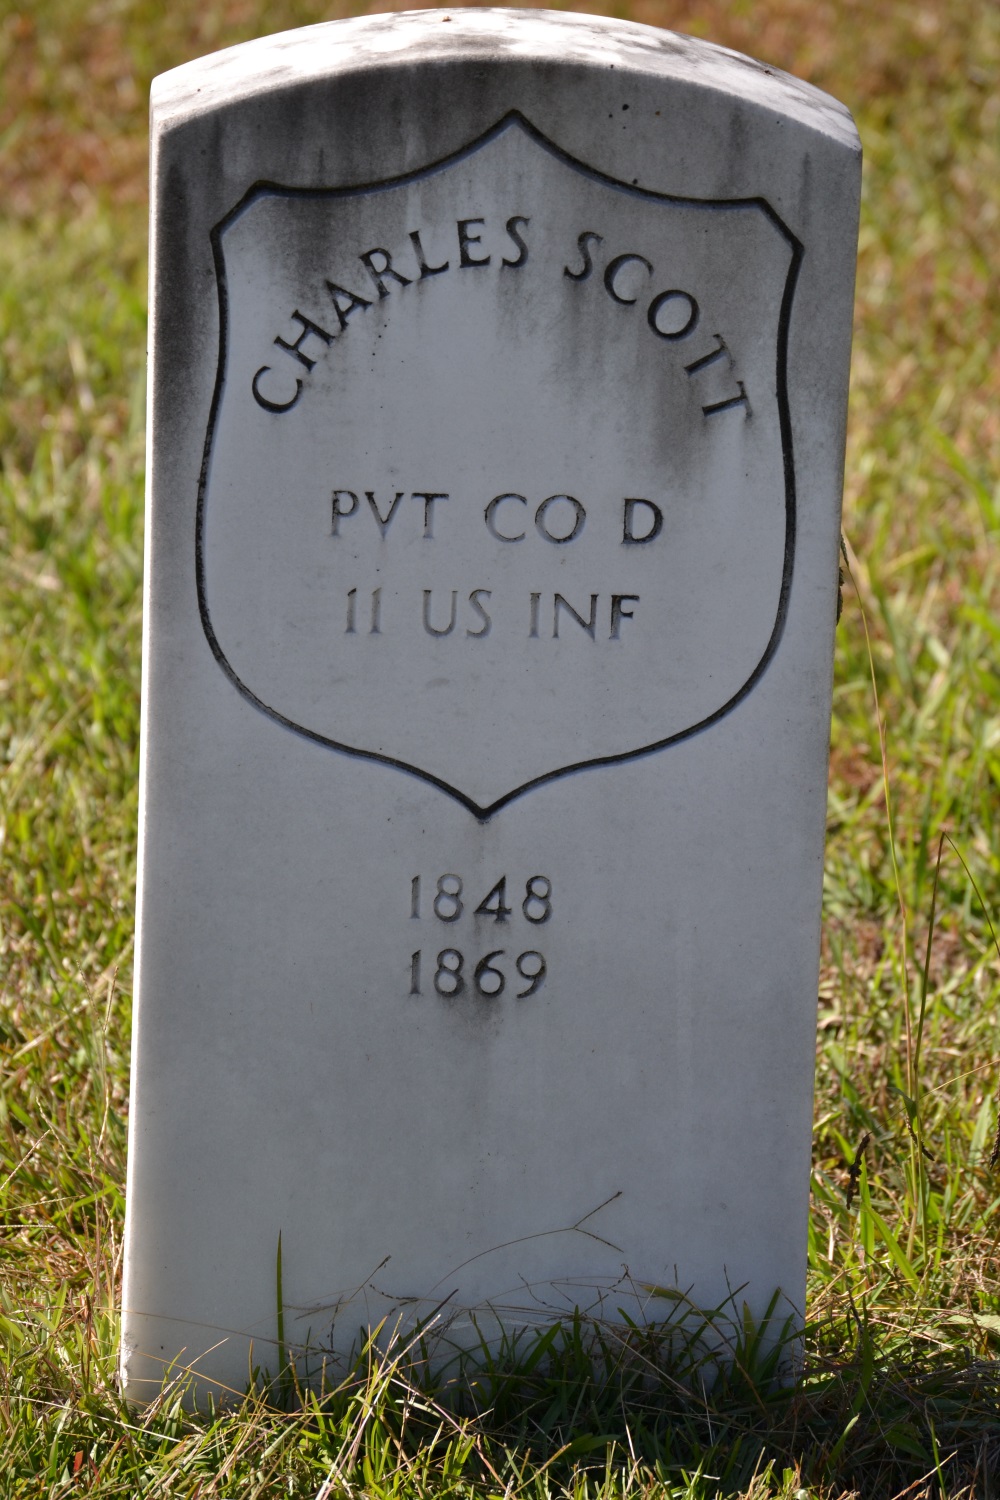 CHARLES SCOTT
PVT CO D
11 US INF
1848
1869